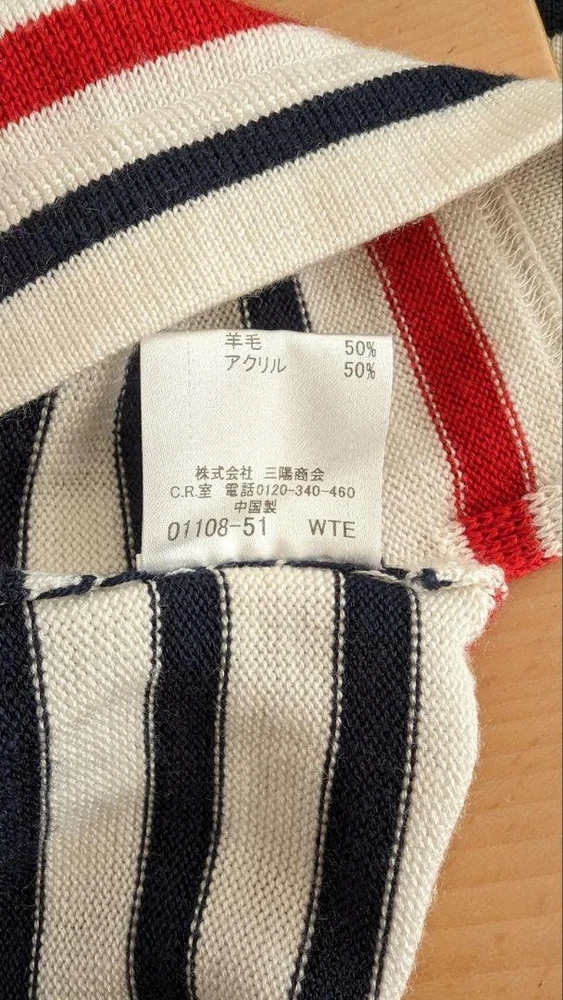 羊毛 50%
アクリル 50%
株式会社 三陽商会
C.R.室 電話0120-340-460
中国製
01108-51 WTE